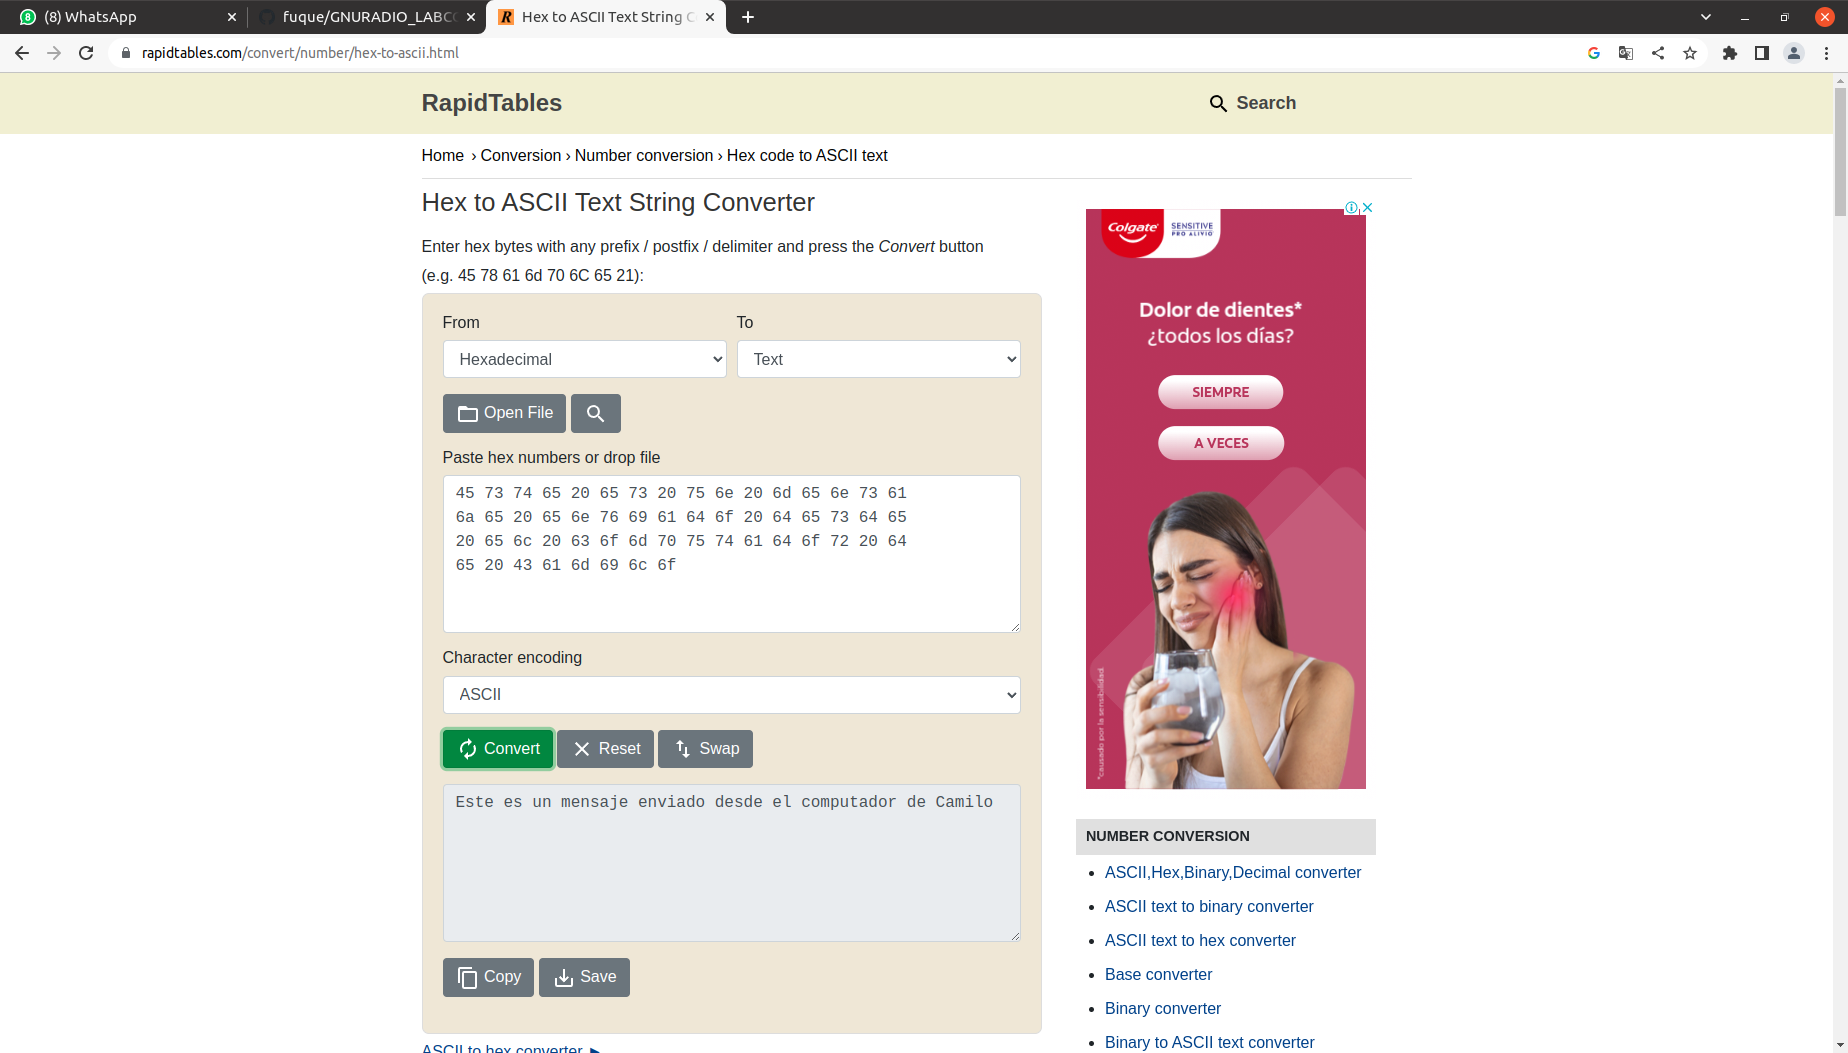 (8) WhatsApp
fuque/GNURADIO_LABCO
Hex to ASCII Text String Co
rapidtables.com/convert/number/hex-to-ascii.html
RapidTables
Search
Home › Conversion › Number conversion › Hex code to ASCII text
Hex to ASCII Text String Converter
Enter hex bytes with any prefix / postfix / delimiter and press the Convert button
(e.g. 45 78 61 6d 70 6C 65 21):
From
To
Hexadecimal
Text
Open File
Paste hex numbers or drop file
45 73 74 65 20 65 73 20 75 6e 20 6d 65 6e 73 61
6a 65 20 65 6e 76 69 61 64 6f 20 64 65 73 64 65
20 65 6c 20 63 6f 6d 70 75 74 61 64 6f 72 20 64
65 20 43 61 6d 69 6c 6f
Character encoding
ASCII
Convert
Reset
Swap
Este es un mensaje enviado desde el computador de Camilo
Copy
Save
ASCII to hex converter ►
Colgate
SENSITIVE
PRO ALIVIO
Dolor de dientes*
¿todos los días?
SIEMPRE
A VECES
*causado por la sensibilidad.
NUMBER CONVERSION
• ASCII,Hex,Binary,Decimal converter
• ASCII text to binary converter
• ASCII text to hex converter
• Base converter
• Binary converter
• Binary to ASCII text converter